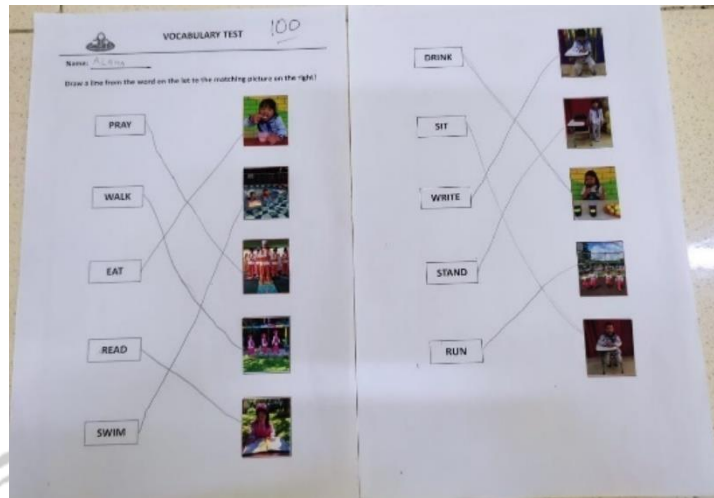 VOCABULARY TEST
100
Name:
Draw a line from the word on the let to the matching picture on the right!
PRAY
WALK
EAT
READ
SWIM
DRINK
SIT
WRITE
STAND
RUN